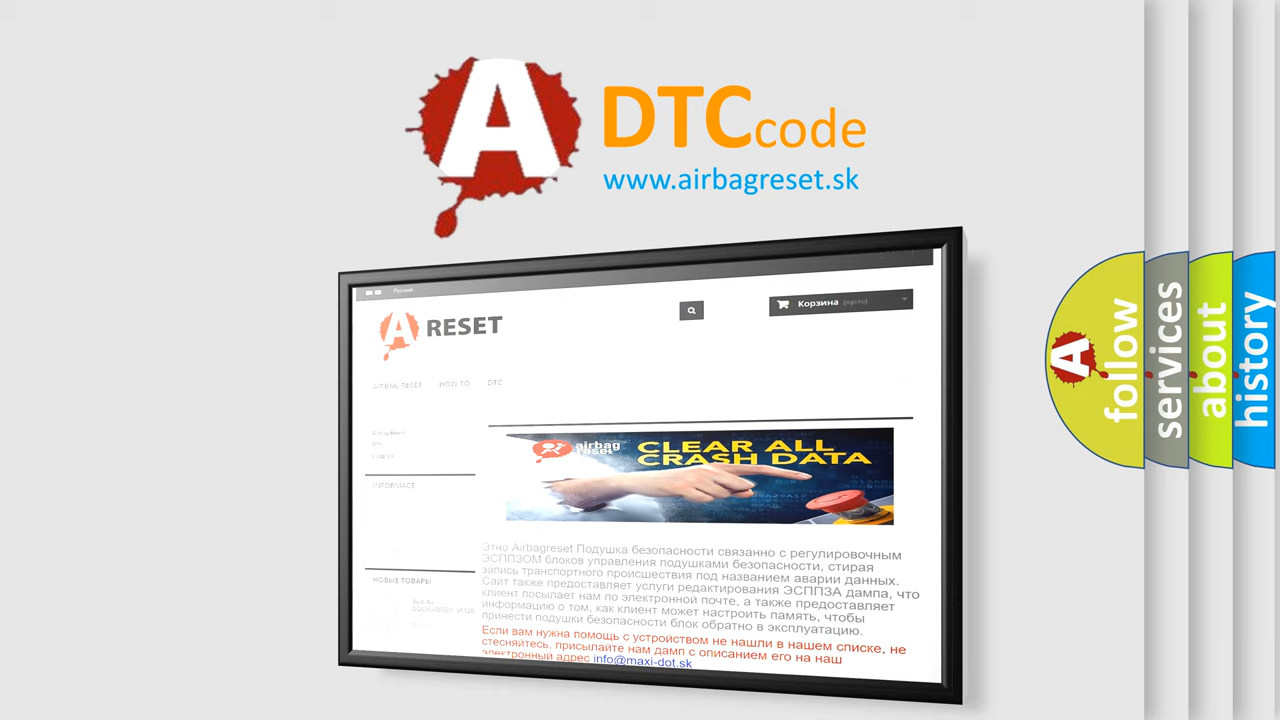 A
DTCcode
www.airbagreset.sk
Русский
Корзина (пусто)
A RESET
AIRBAG RESET HOW TO DTC
INFORMACE
airbag
reset
CLEAR ALL
CRASH DATA
Этно Airbagreset Подушка безопасности связанно с регулировочным
ЭСППЗОМ блоков управления подушками безопасности, стирая
запись транспортного происшествия под названием аварии данных.
Сайт также предоставляет услуги редактирования ЭСППЗА дампа, что
клиент посылает нам по электронной почте, а также предоставляет
информацию о том, как клиент может настроить память, чтобы
принести подушки безопасности блок обратно в эксплуатацию.
Если вам нужна помощь с устройством не нашли в нашем списке, не
стесняйтесь, присылайте нам дамп с описанием его на наш
электронный адрес info@maxi-dot.sk
НОВЫЕ ТОВАРЫ
A
follow
services
about
history